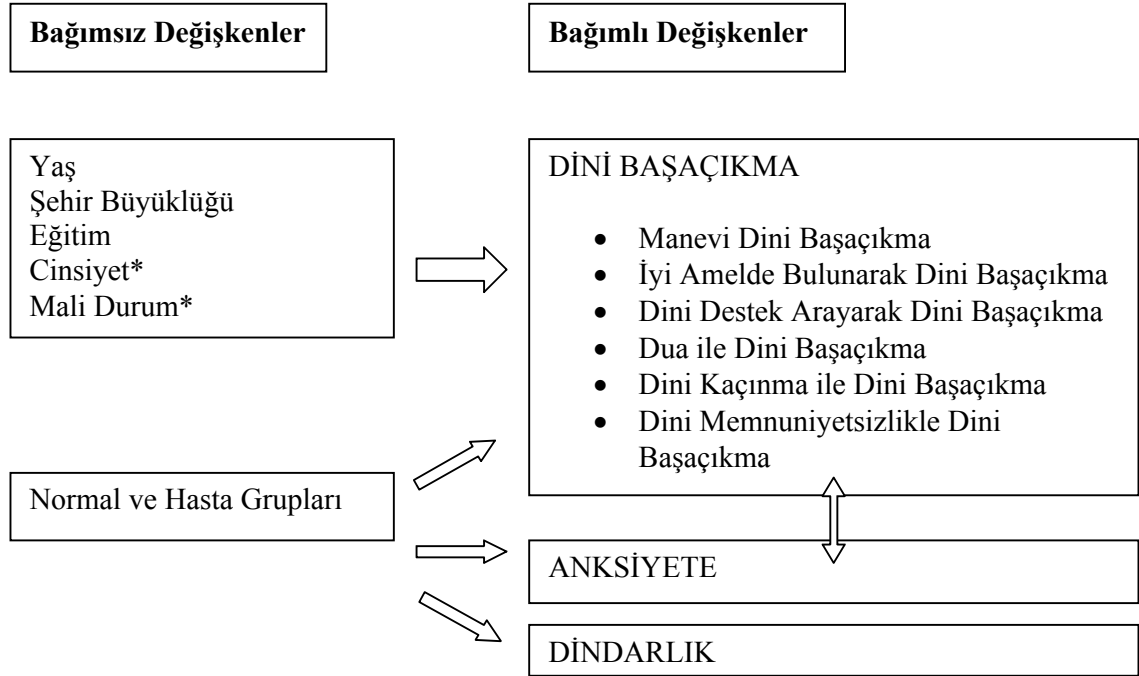 Bağımsız Değişkenler
Bağımlı Değişkenler
Yaş
Şehir Büyüklüğü
Eğitim
Cinsiyet*
Mali Durum*
DİNİ BAŞAÇIKMA
• Manevi Dini Başaçıkma
• İyi Amelde Bulunarak Dini Başaçıkma
• Dini Destek Arayarak Dini Başaçıkma
• Dua ile Dini Başaçıkma
• Dini Kaçınma ile Dini Başaçıkma
• Dini Memnuniyetsizlikle Dini
Başaçıkma
Normal ve Hasta Grupları
ANKSİYETE
DİNDARLIK